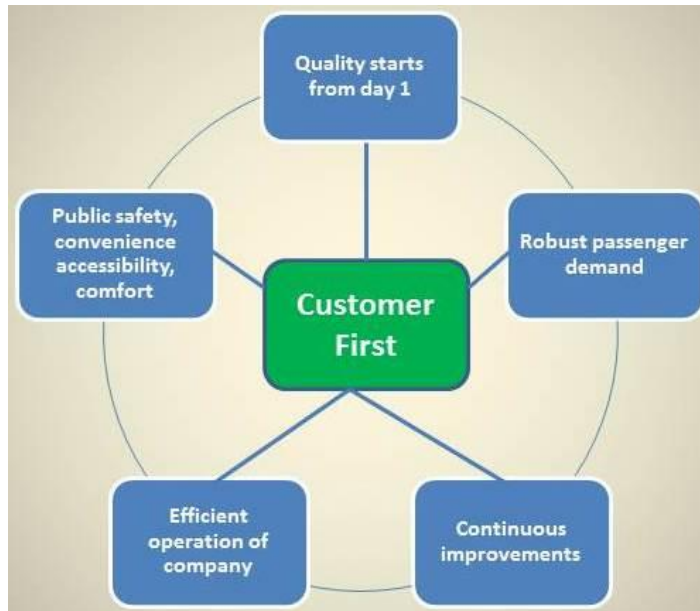 Quality starts
from day 1
Public safety,
convenience
accessibility,
comfort
Robust passenger
demand
Customer
First
Efficient
operation of
company
Continuous
improvements